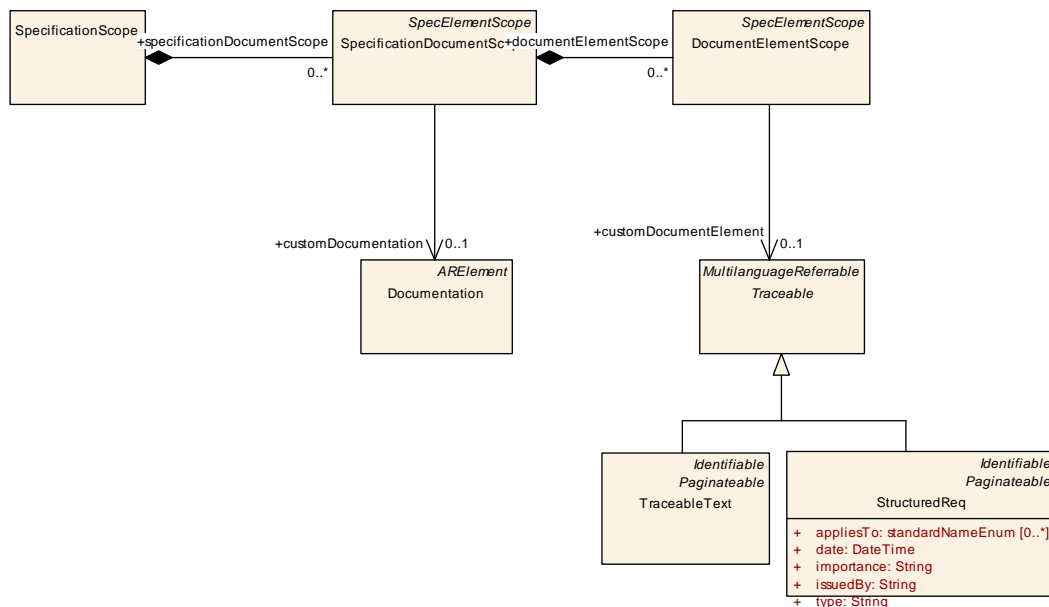 SpecificationScope
+specificationDocumentScope
0..*
SpecElementScope
SpecificationDocumentSc
+documentElementScope
0..*
SpecElementScope
DocumentElementScope
+customDocumentation
0..1
+customDocumentElement
0..1
ARElement
Documentation
MultilanguageReferrable
Traceable
Identifiable
Paginateable
TraceableText
Identifiable
Paginateable
StructuredReq
+ appliesTo: standardNameEnum [0..*]
+ date: DateTime
+ importance: String
+ issuedBy: String
+ type: String